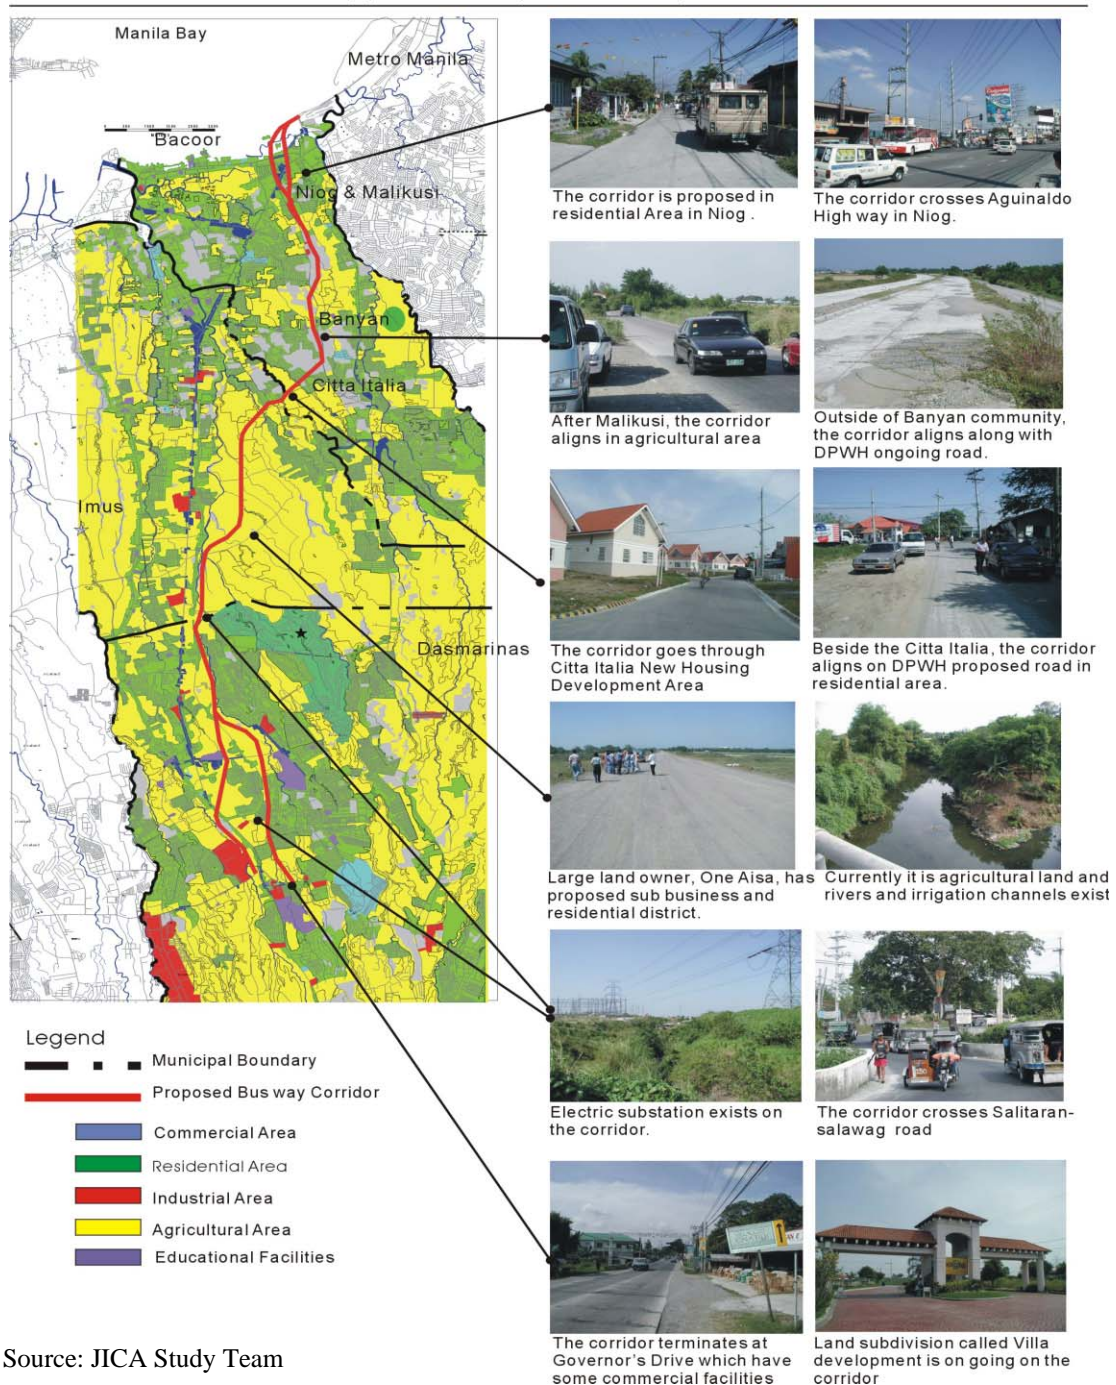 Manila Bay
Metro Manila
Bacoor
Niog & Malikusi
Banyan
Citta Italia
Imus
Dasmarinas
The corridor is proposed in
residential Area in Niog .
The corridor crosses Aguinaldo
High way in Niog.
After Malikusi, the corridor
aligns in agricultural area
Outside of Banyan community,
the corridor aligns along with
DPWH ongoing road.
The corridor goes through
Citta Italia New Housing
Development Area
Beside the Citta Italia, the corridor
aligns on DPWH proposed road in
residential area.
Large land owner, One Aisa, has
proposed sub business and
residential district.
Currently it is agricultural land and
rivers and irrigation channels exist
Electric substation exists on
the corridor.
The corridor crosses Salitaran-
salawag road
The corridor terminates at
Governor's Drive which have
some commercial facilities
Land subdivision called Villa
development is on going on the
corridor
Legend
Municipal Boundary
Proposed Bus way Corridor
Commercial Area
Residential Area
Industrial Area
Agricultural Area
Educational Facilities
Source: JICA Study Team